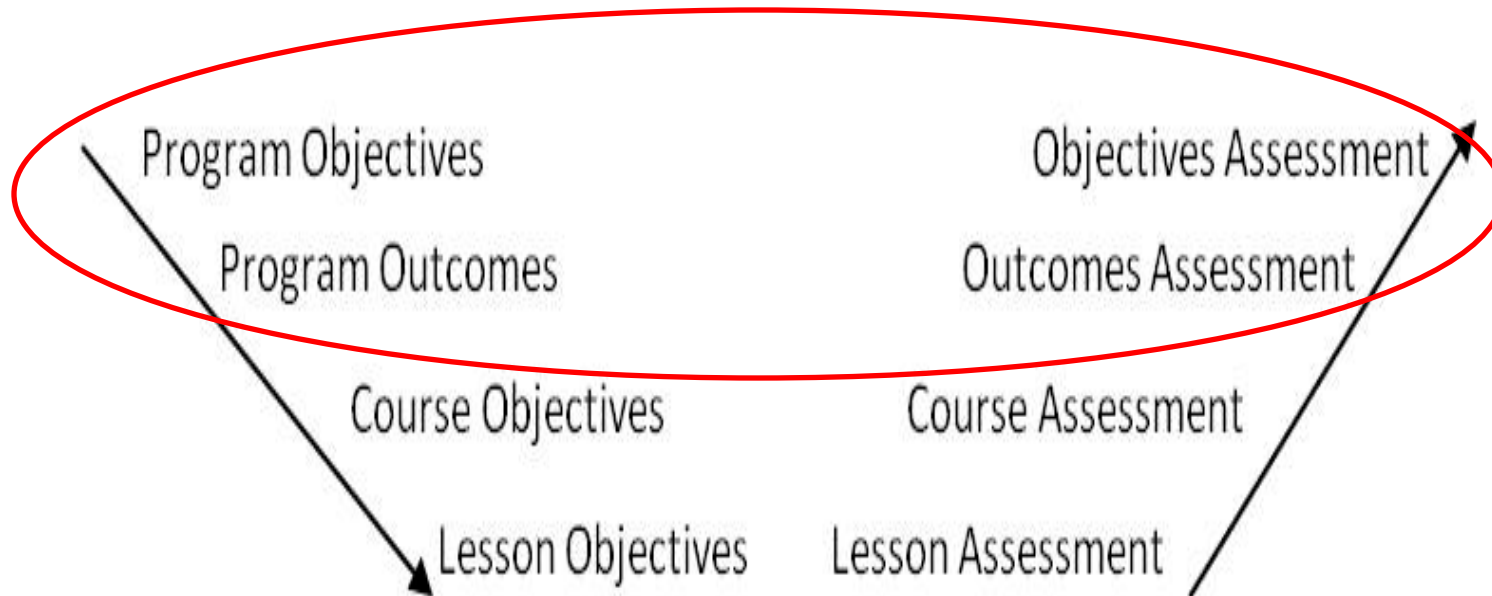 Program Objectives Objectives Assessment
Program Outcomes Outcomes Assessment
Course Objectives Course Assessment
Lesson Objectives Lesson Assessment